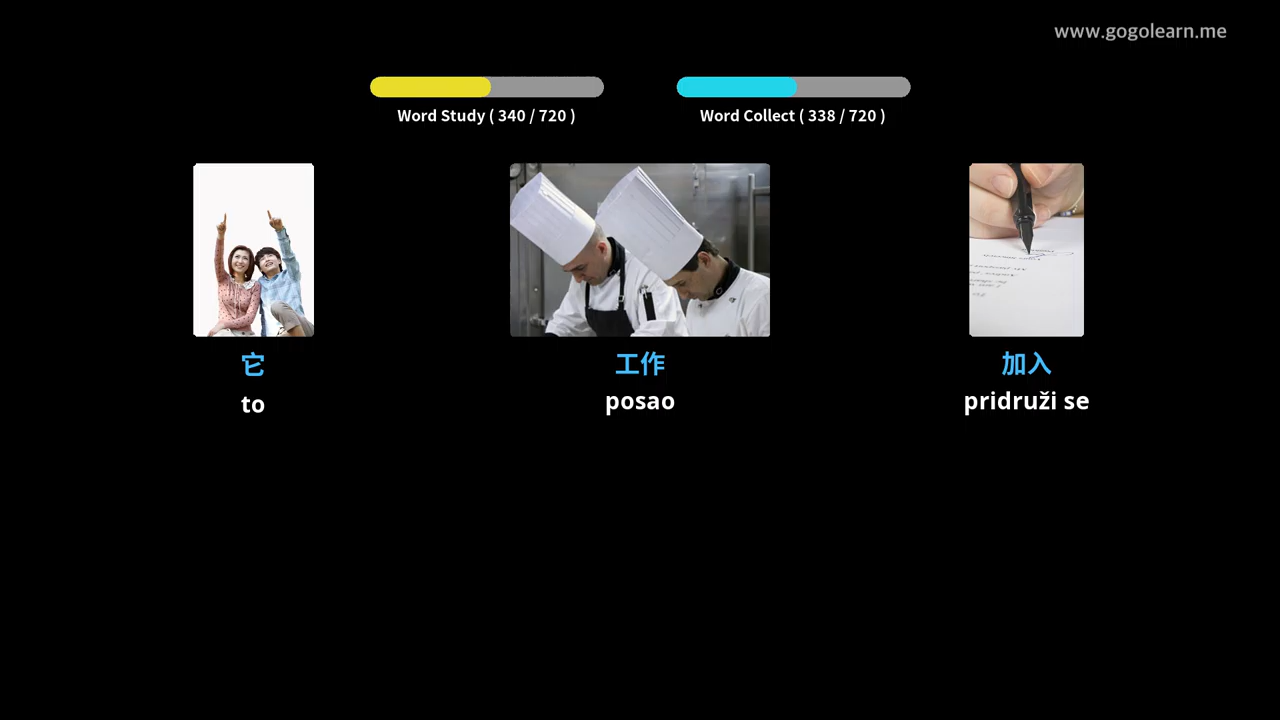 www.gogolearn.me
Word Study ( 340 / 720 )
Word Collect ( 338 / 720 )
它
to
工作
posao
加入
pridruži se